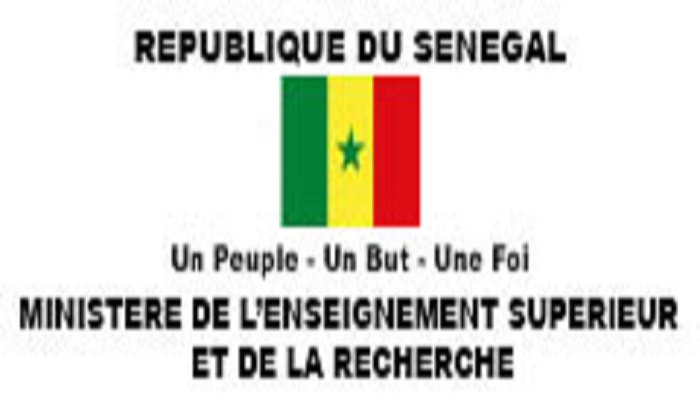 REPUBLIQUE DU SENEGAL
Un Peuple - Un But - Une Foi
MINISTERE DE L'ENSEIGNEMENT SUPERIEUR
ET DE LA RECHERCHE